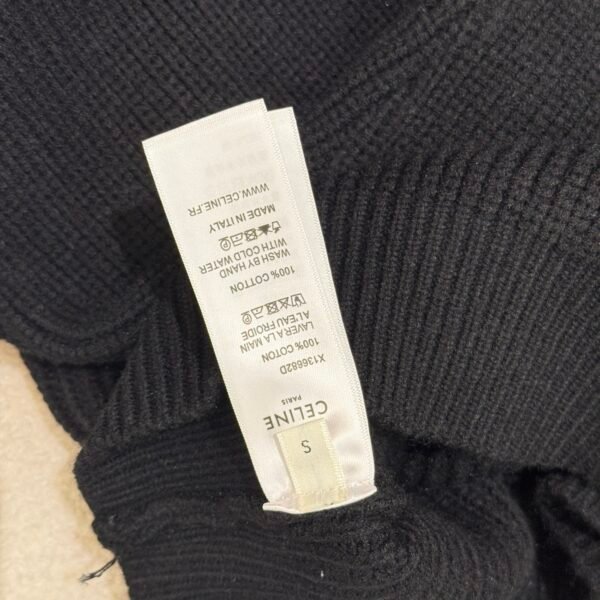 S
CELINE
PARIS
X136682D
100% COTON
LAVER A LA MAIN
A L'EAU FROIDE
100% COTTON
WASH BY HAND
WITH COLD WATER
MADE IN ITALY
WWW.CELINE.FR